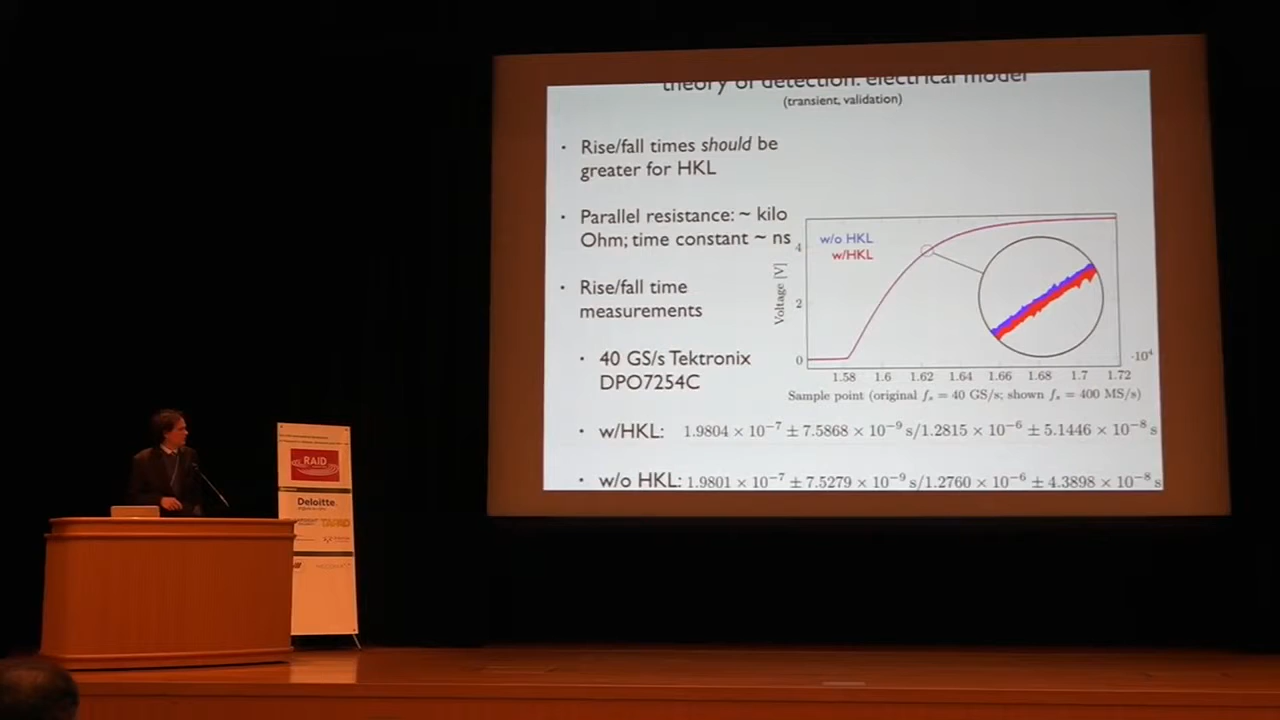 theory of detection: electrical model
(transient, validation)
• Rise/fall times should be
greater for HKL
• Parallel resistance: ~ kilo
Ohm; time constant ~ ns
• Rise/fall time
measurements
• 40 GS/s Tektronix
DPO7254C
• w/HKL: 1.9804 × 10⁻⁷ ± 7.5868 × 10⁻⁹ s/1.2815 × 10⁻⁶ ± 5.1446 × 10⁻⁸ s
• w/o HKL: 1.9801 × 10⁻⁷ ± 7.5279 × 10⁻⁹ s/1.2760 × 10⁻⁶ ± 4.3898 × 10⁻⁸ s
w/o HKL
w/HKL
Voltage [V]
4
2
0
·10⁴
1.58 1.6 1.62 1.64 1.66 1.68 1.7 1.72
Sample point (original fₛ = 40 GS/s; shown fₛ = 400 MS/s)
RAID
Deloitte.